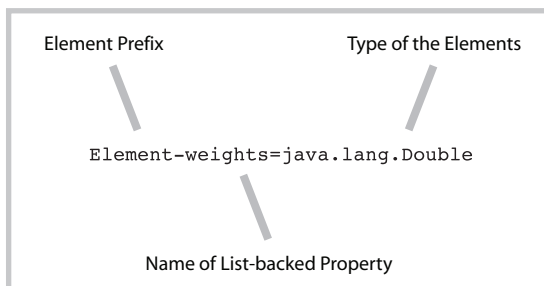 Element Prefix
Type of the Elements
Element-weights=java.lang.Double
Name of List-backed Property